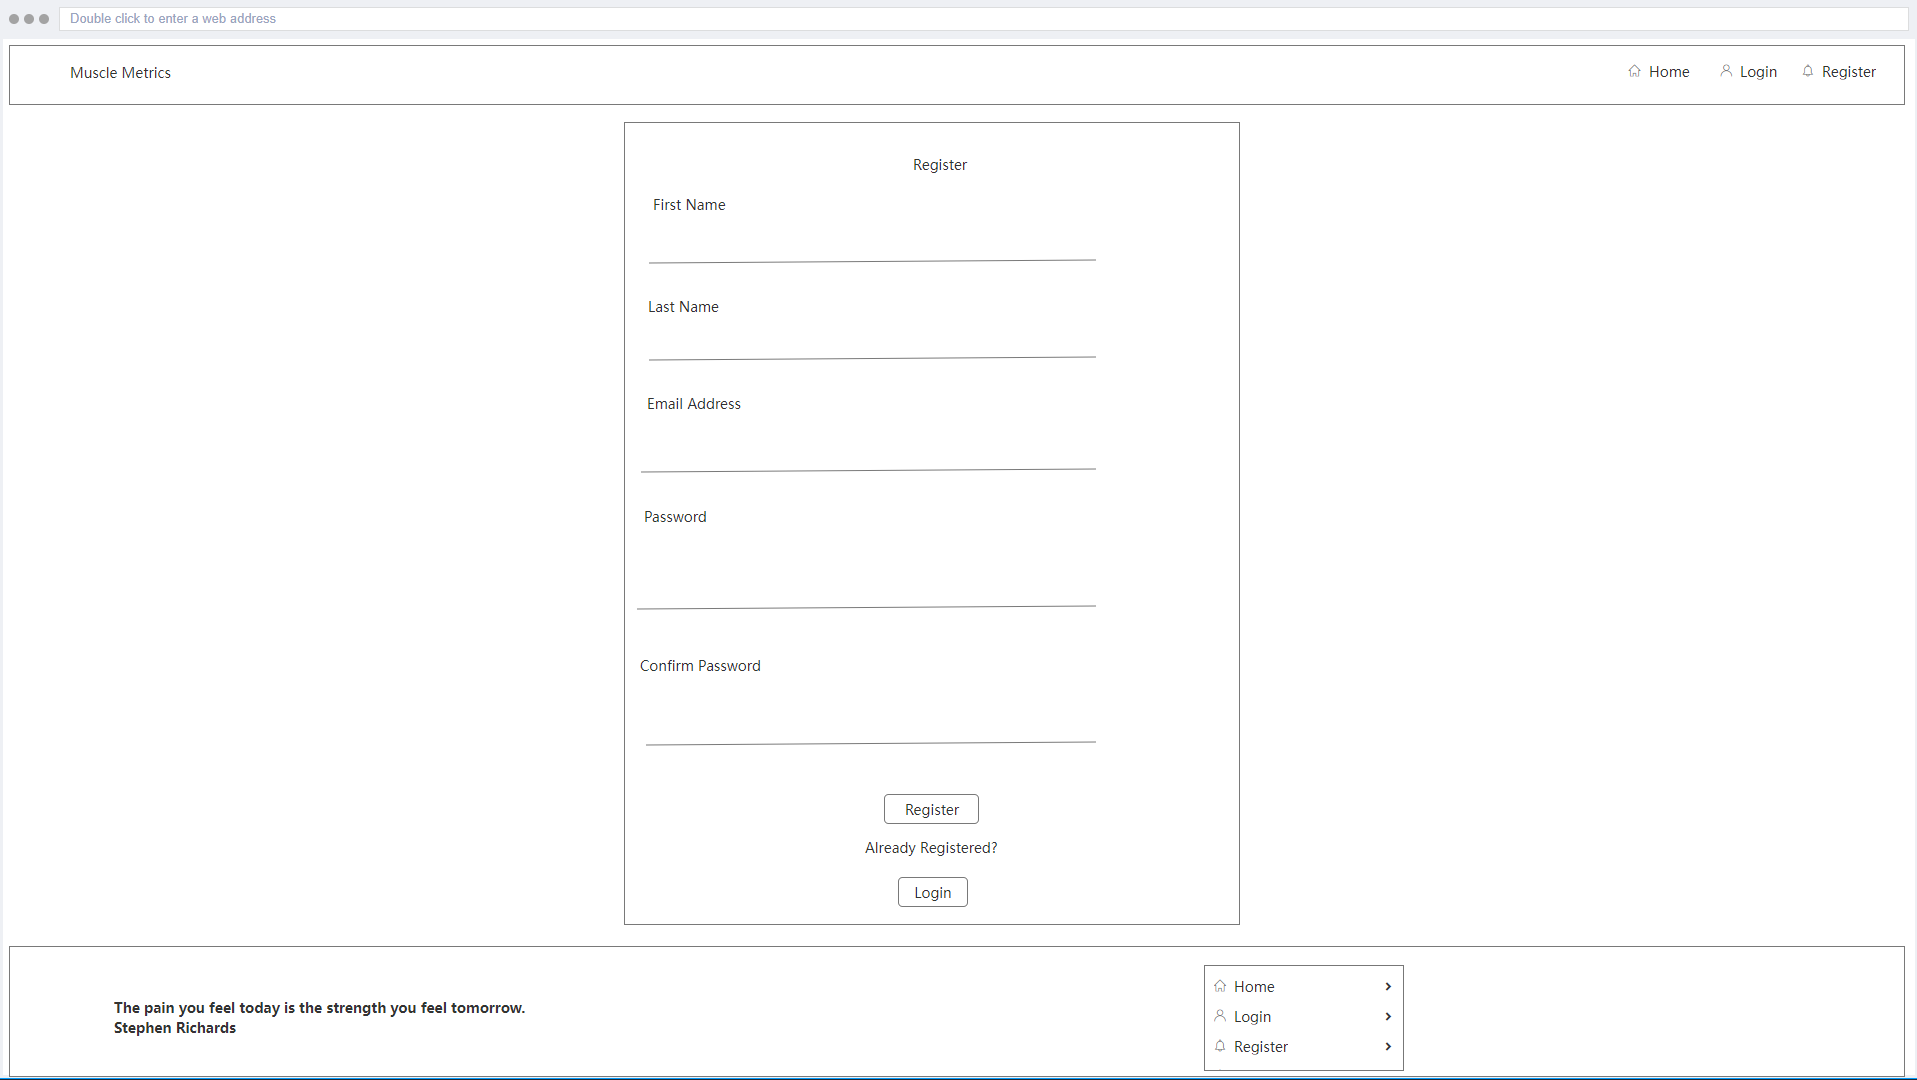 Double click to enter a web address
Muscle Metrics
Home
Login
Register
Register
First Name
Last Name
Email Address
Password
Confirm Password
Register
Already Registered?
Login
The pain you feel today is the strength you feel tomorrow.
Stephen Richards
Home
Login
Register